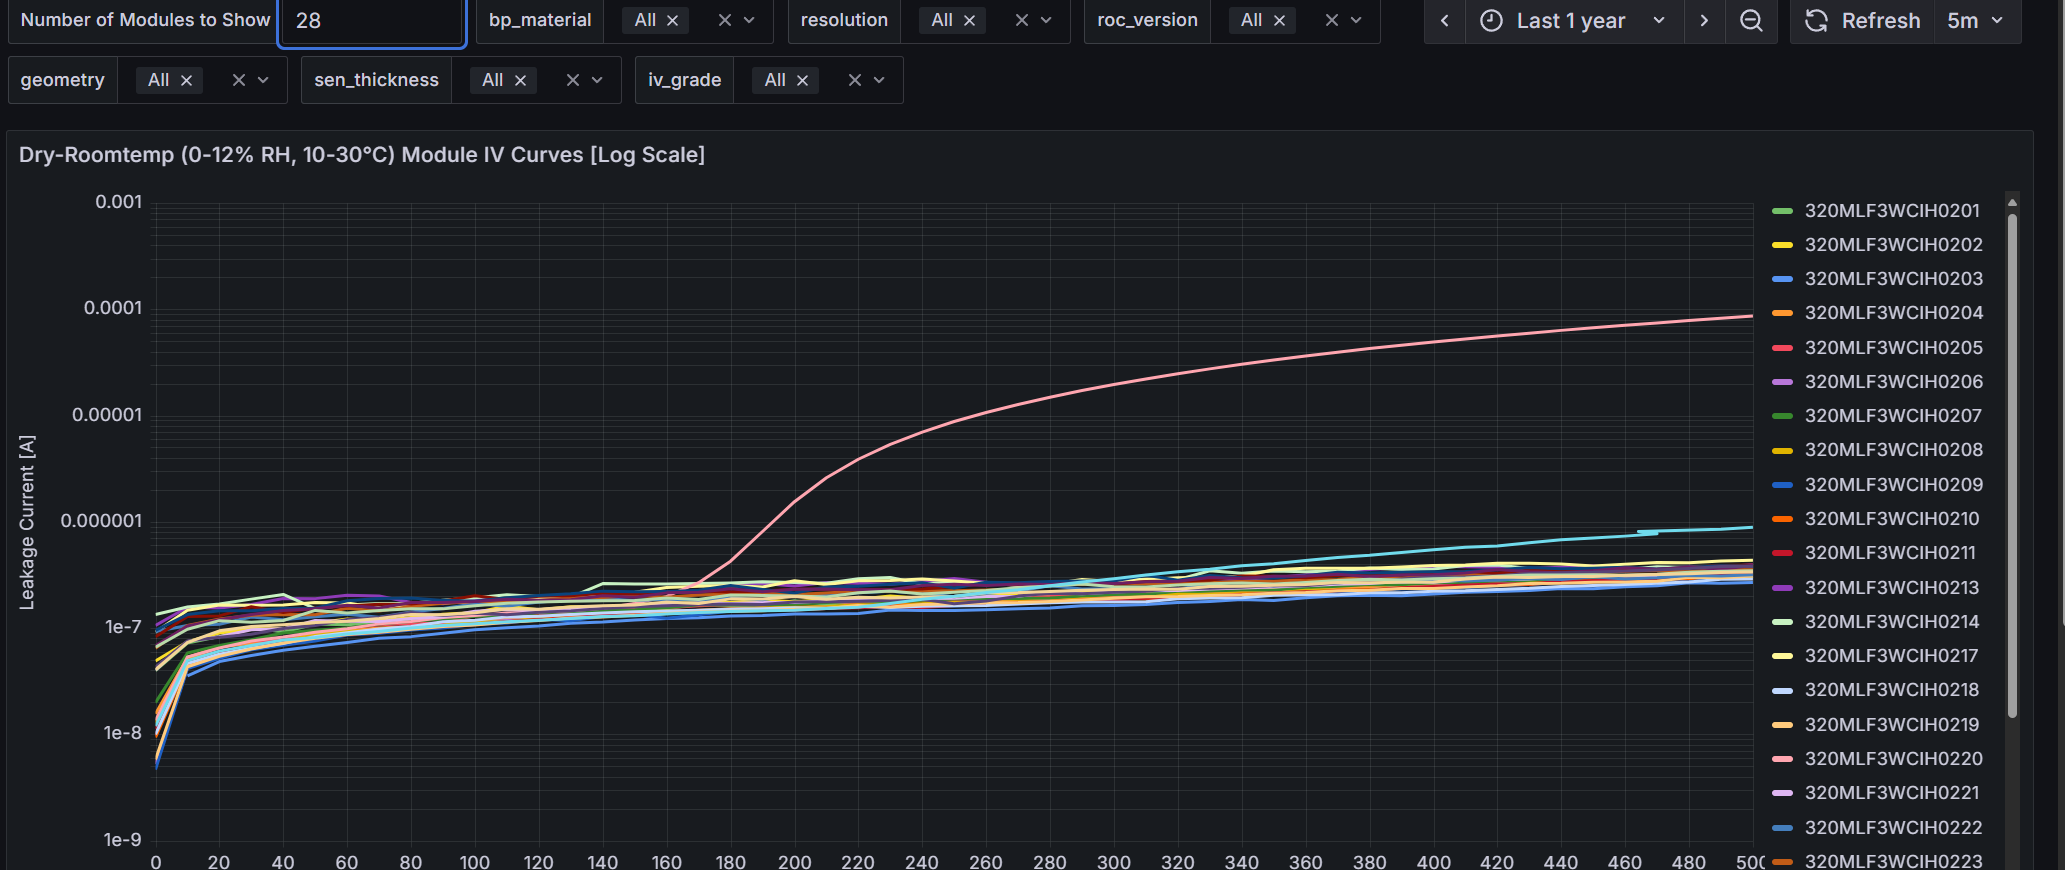 Number of Modules to Show 28 bp_material All resolution All roc_version All Last 1 year Refresh 5m
geometry All sen_thickness All iv_grade All
Dry-Roomtemp (0-12% RH, 10-30°C) Module IV Curves [Log Scale]
Leakage Current [A]
0.001
0.0001
0.00001
0.000001
1e-7
1e-8
1e-9
0 20 40 60 80 100 120 140 160 180 200 220 240 260 280 300 320 340 360 380 400 420 440 460 480 500
320MLF3WCIH0201
320MLF3WCIH0202
320MLF3WCIH0203
320MLF3WCIH0204
320MLF3WCIH0205
320MLF3WCIH0206
320MLF3WCIH0207
320MLF3WCIH0208
320MLF3WCIH0209
320MLF3WCIH0210
320MLF3WCIH0211
320MLF3WCIH0213
320MLF3WCIH0214
320MLF3WCIH0217
320MLF3WCIH0218
320MLF3WCIH0219
320MLF3WCIH0220
320MLF3WCIH0221
320MLF3WCIH0222
320MLF3WCIH0223